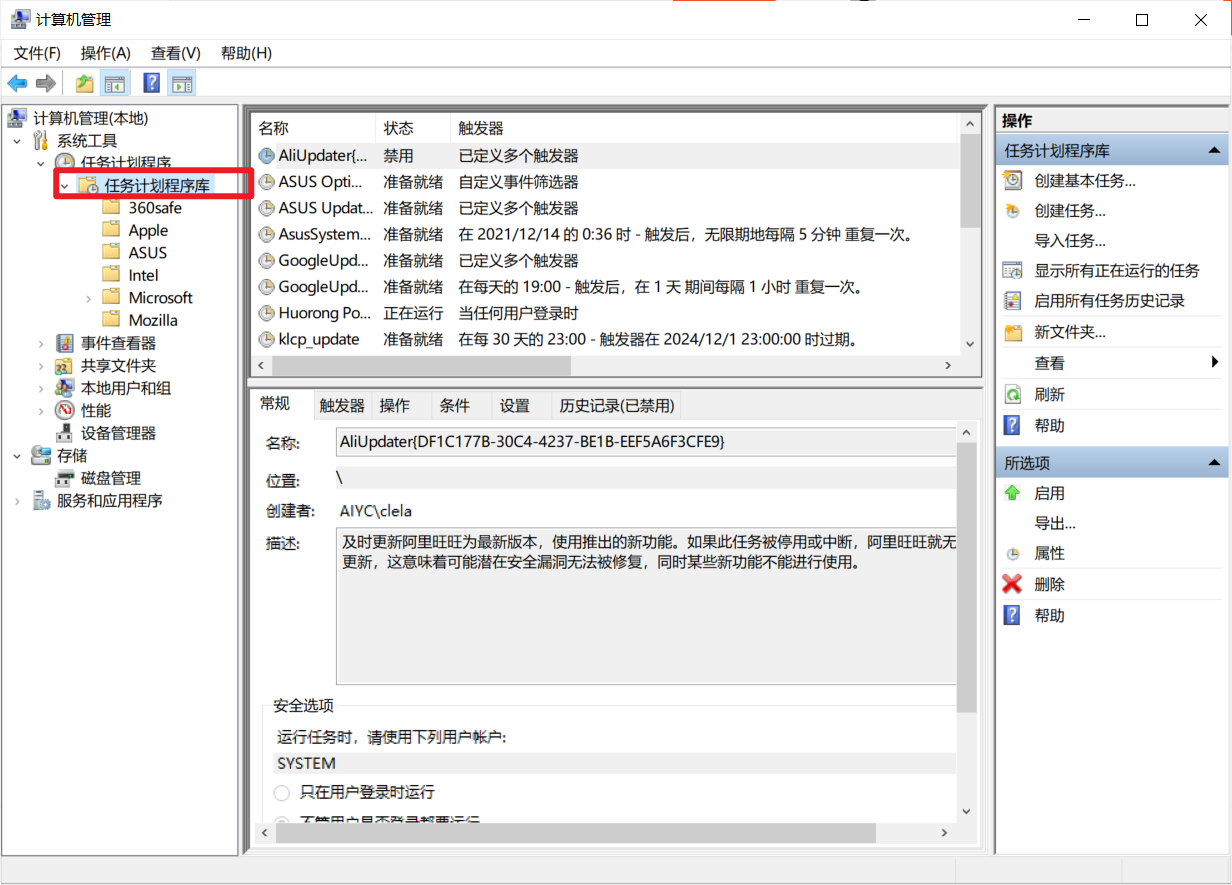 计算机管理
文件(F) 操作(A) 查看(V) 帮助(H)
计算机管理(本地)
系统工具
任务计划程序
任务计划程序库
360safe
Apple
ASUS
Intel
Microsoft
Mozilla
事件查看器
共享文件夹
本地用户和组
性能
设备管理器
存储
磁盘管理
服务和应用程序
名称 状态 触发器
AliUpdater{... 禁用 已定义多个触发器
ASUS Opti... 准备就绪 自定义事件筛选器
ASUS Updat... 准备就绪 已定义多个触发器
AsusSystem... 准备就绪 在 2021/12/14 的 0:36 时 - 触发后，无限期地每隔 5 分钟 重复一次。
GoogleUpd... 准备就绪 已定义多个触发器
GoogleUpd... 准备就绪 在每天的 19:00 - 触发后，在 1 天 期间每隔 1 小时 重复一次。
Huorong Po... 正在运行 当任何用户登录时
klcp_update 准备就绪 在每 30 天的 23:00 - 触发器在 2024/12/1 23:00:00 时过期。
常规 触发器 操作 条件 设置 历史记录(已禁用)
名称: AliUpdater{DF1C177B-30C4-4237-BE1B-EEF5A6F3CFE9}
位置: \
创建者: AIYC\clela
描述: 及时更新阿里旺旺为最新版本，使用推出的新功能。如果此任务被停用或中断，阿里旺旺就无
更新，这意味着可能潜在安全漏洞无法被修复，同时某些新功能不能进行使用。
安全选项
运行任务时，请使用下列用户帐户:
SYSTEM
只在用户登录时运行
不管用户是否登录都要运行
操作
任务计划程序库
创建基本任务...
创建任务...
导入任务...
显示所有正在运行的任务
启用所有任务历史记录
新文件夹...
查看
刷新
帮助
所选项
启用
导出...
属性
删除
帮助